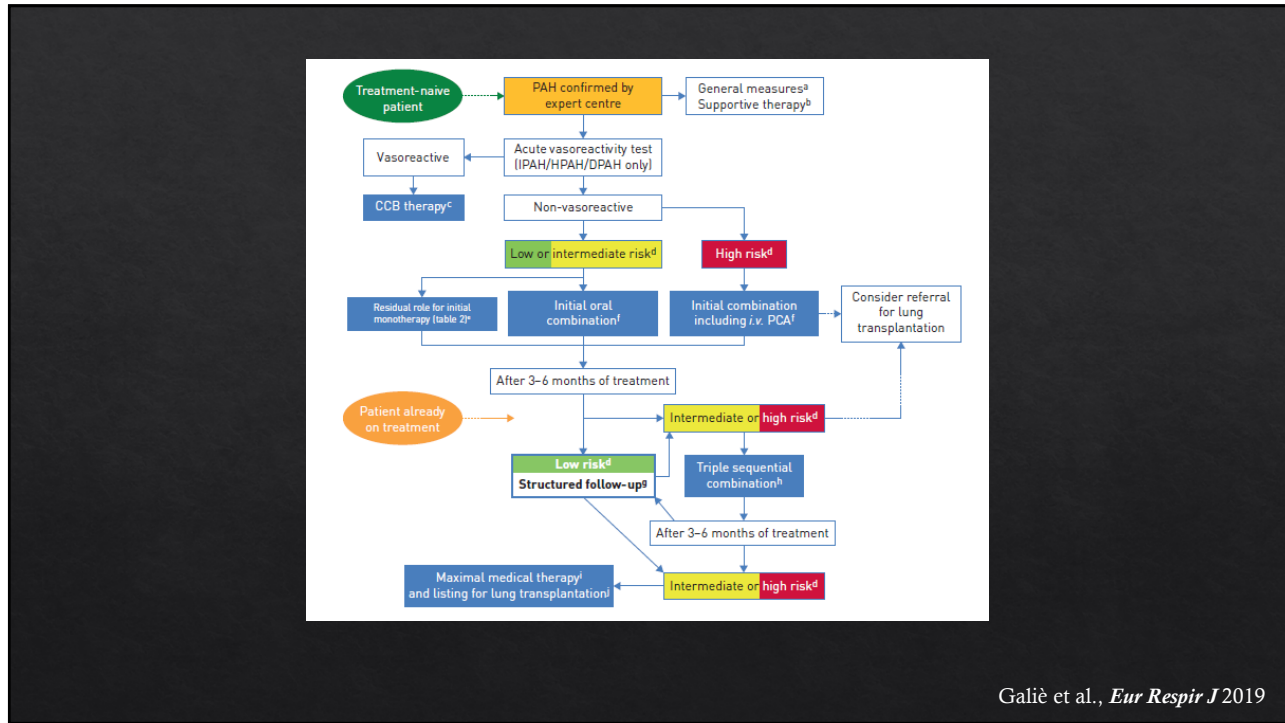 Treatment-naive
patient
PAH confirmed by
expert centre
General measuresᵃ
Supportive therapyᵇ
Vasoreactive
Acute vasoreactivity test
(IPAH/HPAH/DPAH only)
CCB therapyᶜ
Non-vasoreactive
Low or intermediate riskᵈ
High riskᵈ
Residual role for initial
monotherapy (table 2)ᵉ
Initial oral
combinationᶠ
Initial combination
including i.v. PCAᶠ
Consider referral
for lung
transplantation
After 3–6 months of treatment
Patient already
on treatment
Intermediate or high riskᵈ
Low riskᵈ
Structured follow-upᵍ
Triple sequential
combinationʰ
After 3–6 months of treatment
Maximal medical therapyⁱ
and listing for lung transplantationʲ
Intermediate or high riskᵈ
Galiè et al., Eur Respir J 2019